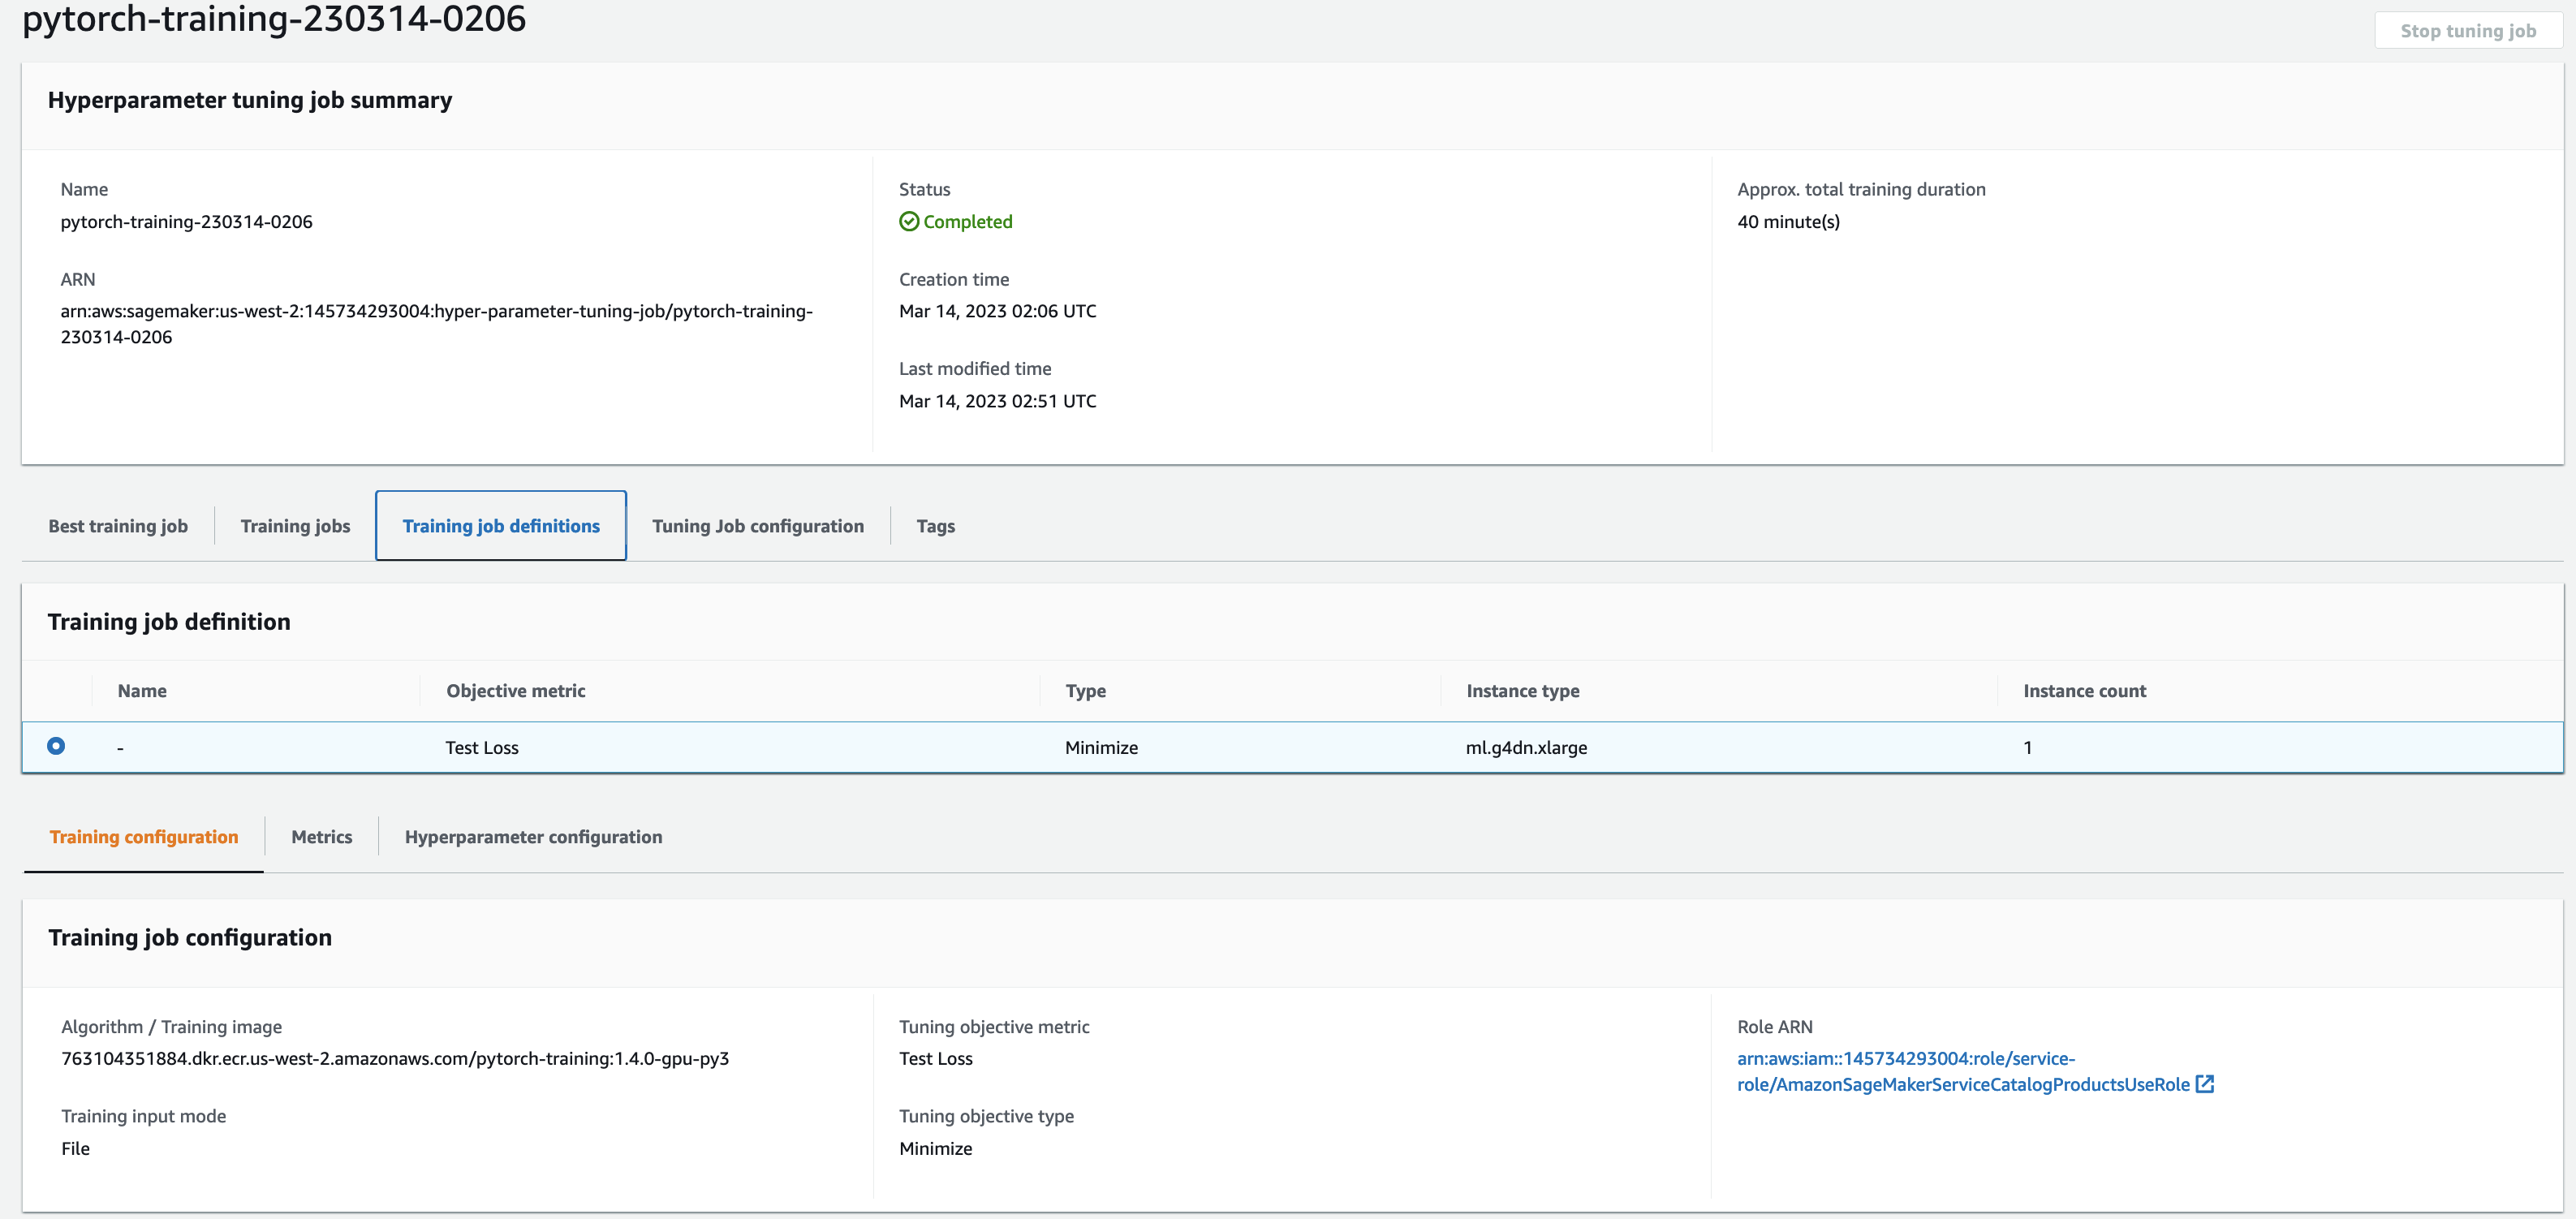 pytorch-training-230314-0206
Stop tuning job
Hyperparameter tuning job summary
Name
pytorch-training-230314-0206
ARN
arn:aws:sagemaker:us-west-2:145734293004:hyper-parameter-tuning-job/pytorch-training-
230314-0206
Status
Completed
Creation time
Mar 14, 2023 02:06 UTC
Last modified time
Mar 14, 2023 02:51 UTC
Approx. total training duration
40 minute(s)
Best training job
Training jobs
Training job definitions
Tuning Job configuration
Tags
Training job definition
Name Objective metric Type Instance type Instance count
- Test Loss Minimize ml.g4dn.xlarge 1
Training configuration
Metrics
Hyperparameter configuration
Training job configuration
Algorithm / Training image
763104351884.dkr.ecr.us-west-2.amazonaws.com/pytorch-training:1.4.0-gpu-py3
Training input mode
File
Tuning objective metric
Test Loss
Tuning objective type
Minimize
Role ARN
arn:aws:iam::145734293004:role/service-
role/AmazonSageMakerServiceCatalogProductsUseRole